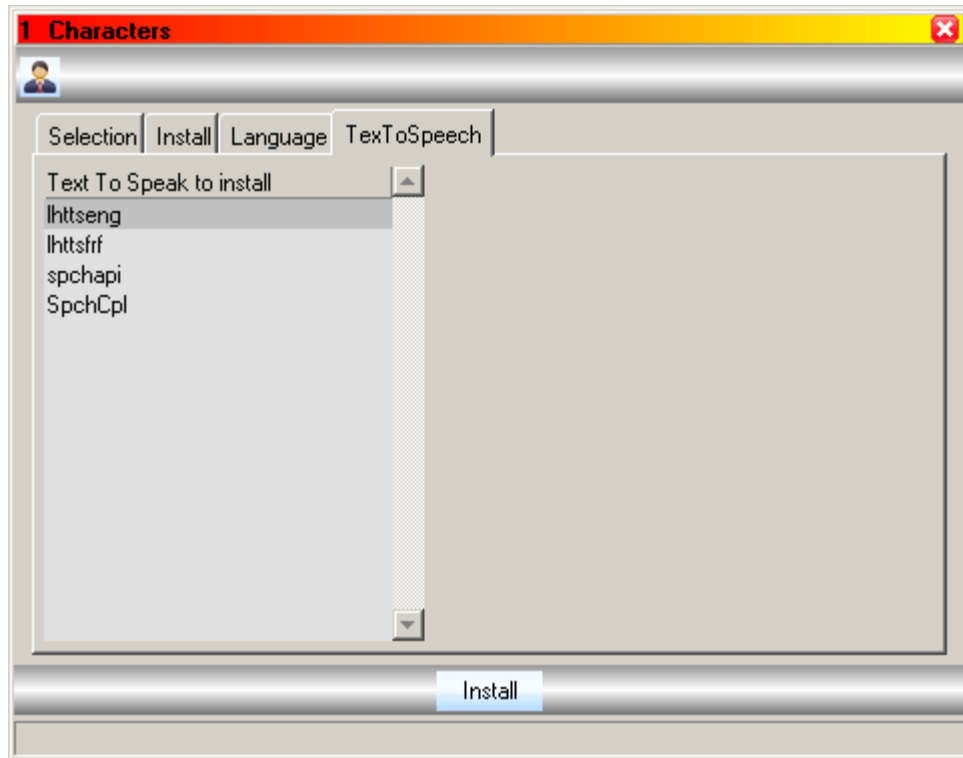 1 Characters
Selection Install Language TexToSpeech
Text To Speak to install
lhttseng
lhttsfrf
spchapi
SpchCpl
Install